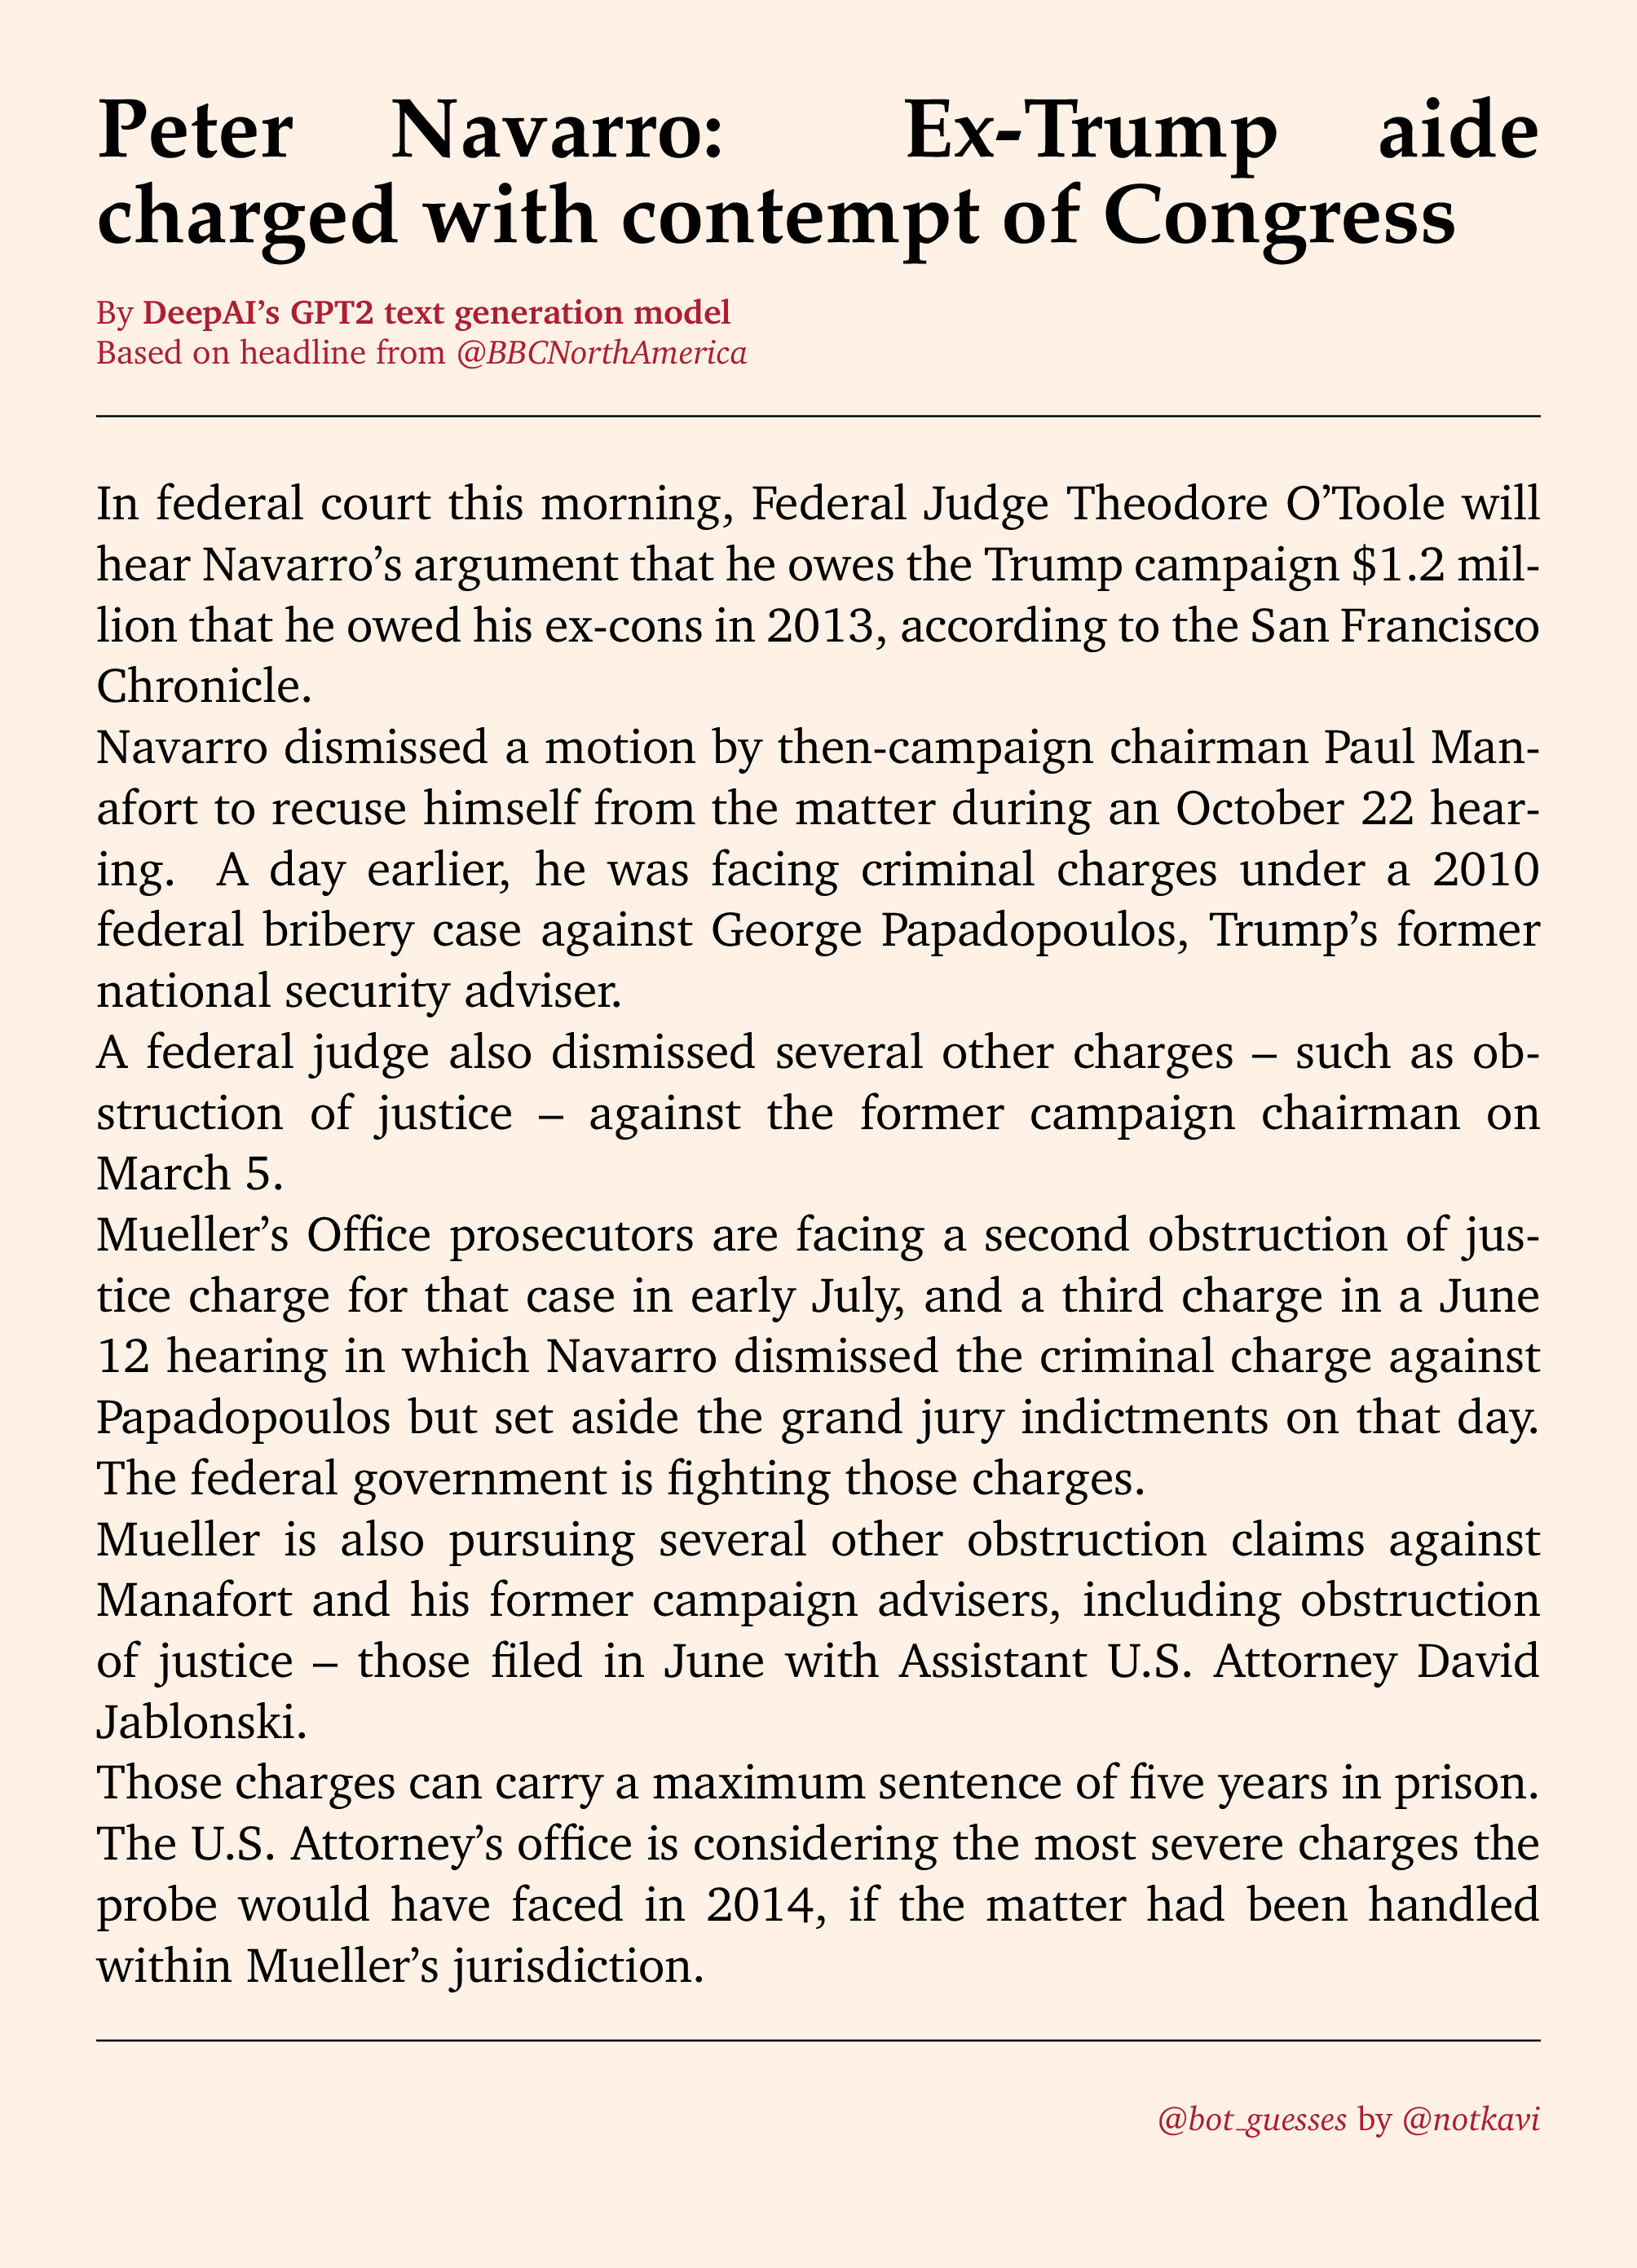 Peter Navarro: Ex-Trump aide
charged with contempt of Congress
By DeepAI's GPT2 text generation model
Based on headline from @BBCNorthAmerica
In federal court this morning, Federal Judge Theodore O'Toole will
hear Navarro's argument that he owes the Trump campaign $1.2 mil-
lion that he owed his ex-cons in 2013, according to the San Francisco
Chronicle.
Navarro dismissed a motion by then-campaign chairman Paul Man-
afort to recuse himself from the matter during an October 22 hear-
ing. A day earlier, he was facing criminal charges under a 2010
federal bribery case against George Papadopoulos, Trump's former
national security adviser.
A federal judge also dismissed several other charges – such as ob-
struction of justice – against the former campaign chairman on
March 5.
Mueller's Office prosecutors are facing a second obstruction of jus-
tice charge for that case in early July, and a third charge in a June
12 hearing in which Navarro dismissed the criminal charge against
Papadopoulos but set aside the grand jury indictments on that day.
The federal government is fighting those charges.
Mueller is also pursuing several other obstruction claims against
Manafort and his former campaign advisers, including obstruction
of justice – those filed in June with Assistant U.S. Attorney David
Jablonski.
Those charges can carry a maximum sentence of five years in prison.
The U.S. Attorney's office is considering the most severe charges the
probe would have faced in 2014, if the matter had been handled
within Mueller's jurisdiction.
@bot_guesses by @notkavi